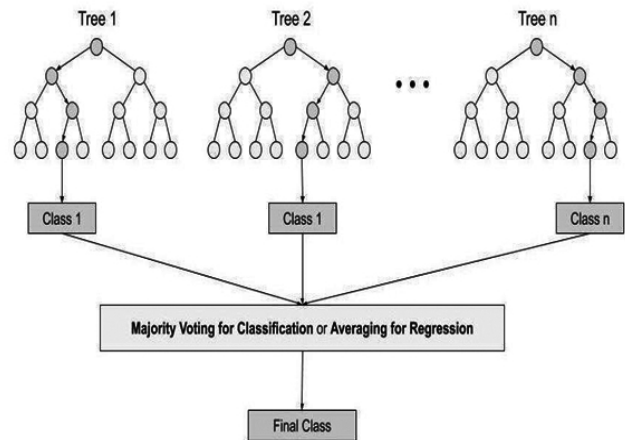 Tree 1 Tree 2 Tree n
Class 1 Class 1 Class n
Majority Voting for Classification or Averaging for Regression
Final Class